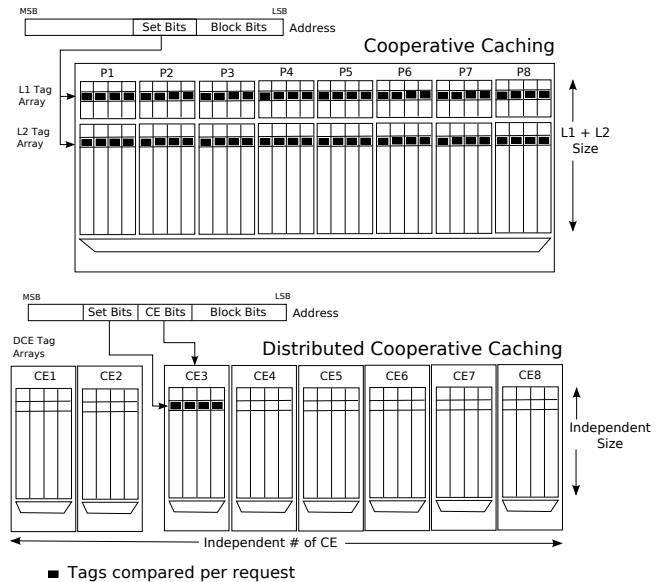 MSB
LSB
Set Bits
Block Bits
Address
Cooperative Caching
P1 P2 P3 P4 P5 P6 P7 P8
L1 Tag
Array
L2 Tag
Array
L1 + L2
Size
MSB
LSB
Set Bits
CE Bits
Block Bits
Address
DCE Tag
Arrays
Distributed Cooperative Caching
CE1 CE2 CE3 CE4 CE5 CE6 CE7 CE8
Independent
Size
Independent # of CE
Tags compared per request